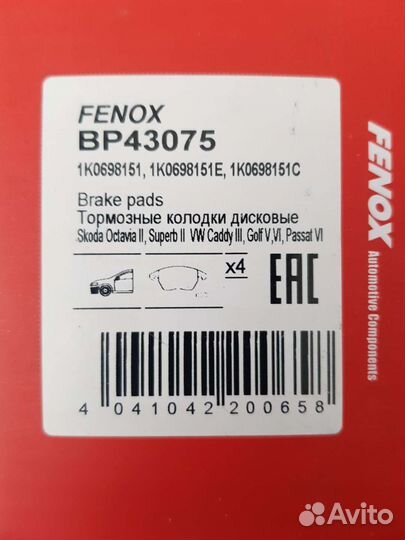 FENOX
BP43075
1K0698151, 1K0698151E, 1K0698151C
Brake pads
Тормозные колодки дисковые
Skoda Octavia II, Superb II VW Caddy III, Golf V,VI, Passat VI
x4
EAC
4 041042 200658
FENOX
Automotive Components
Avito